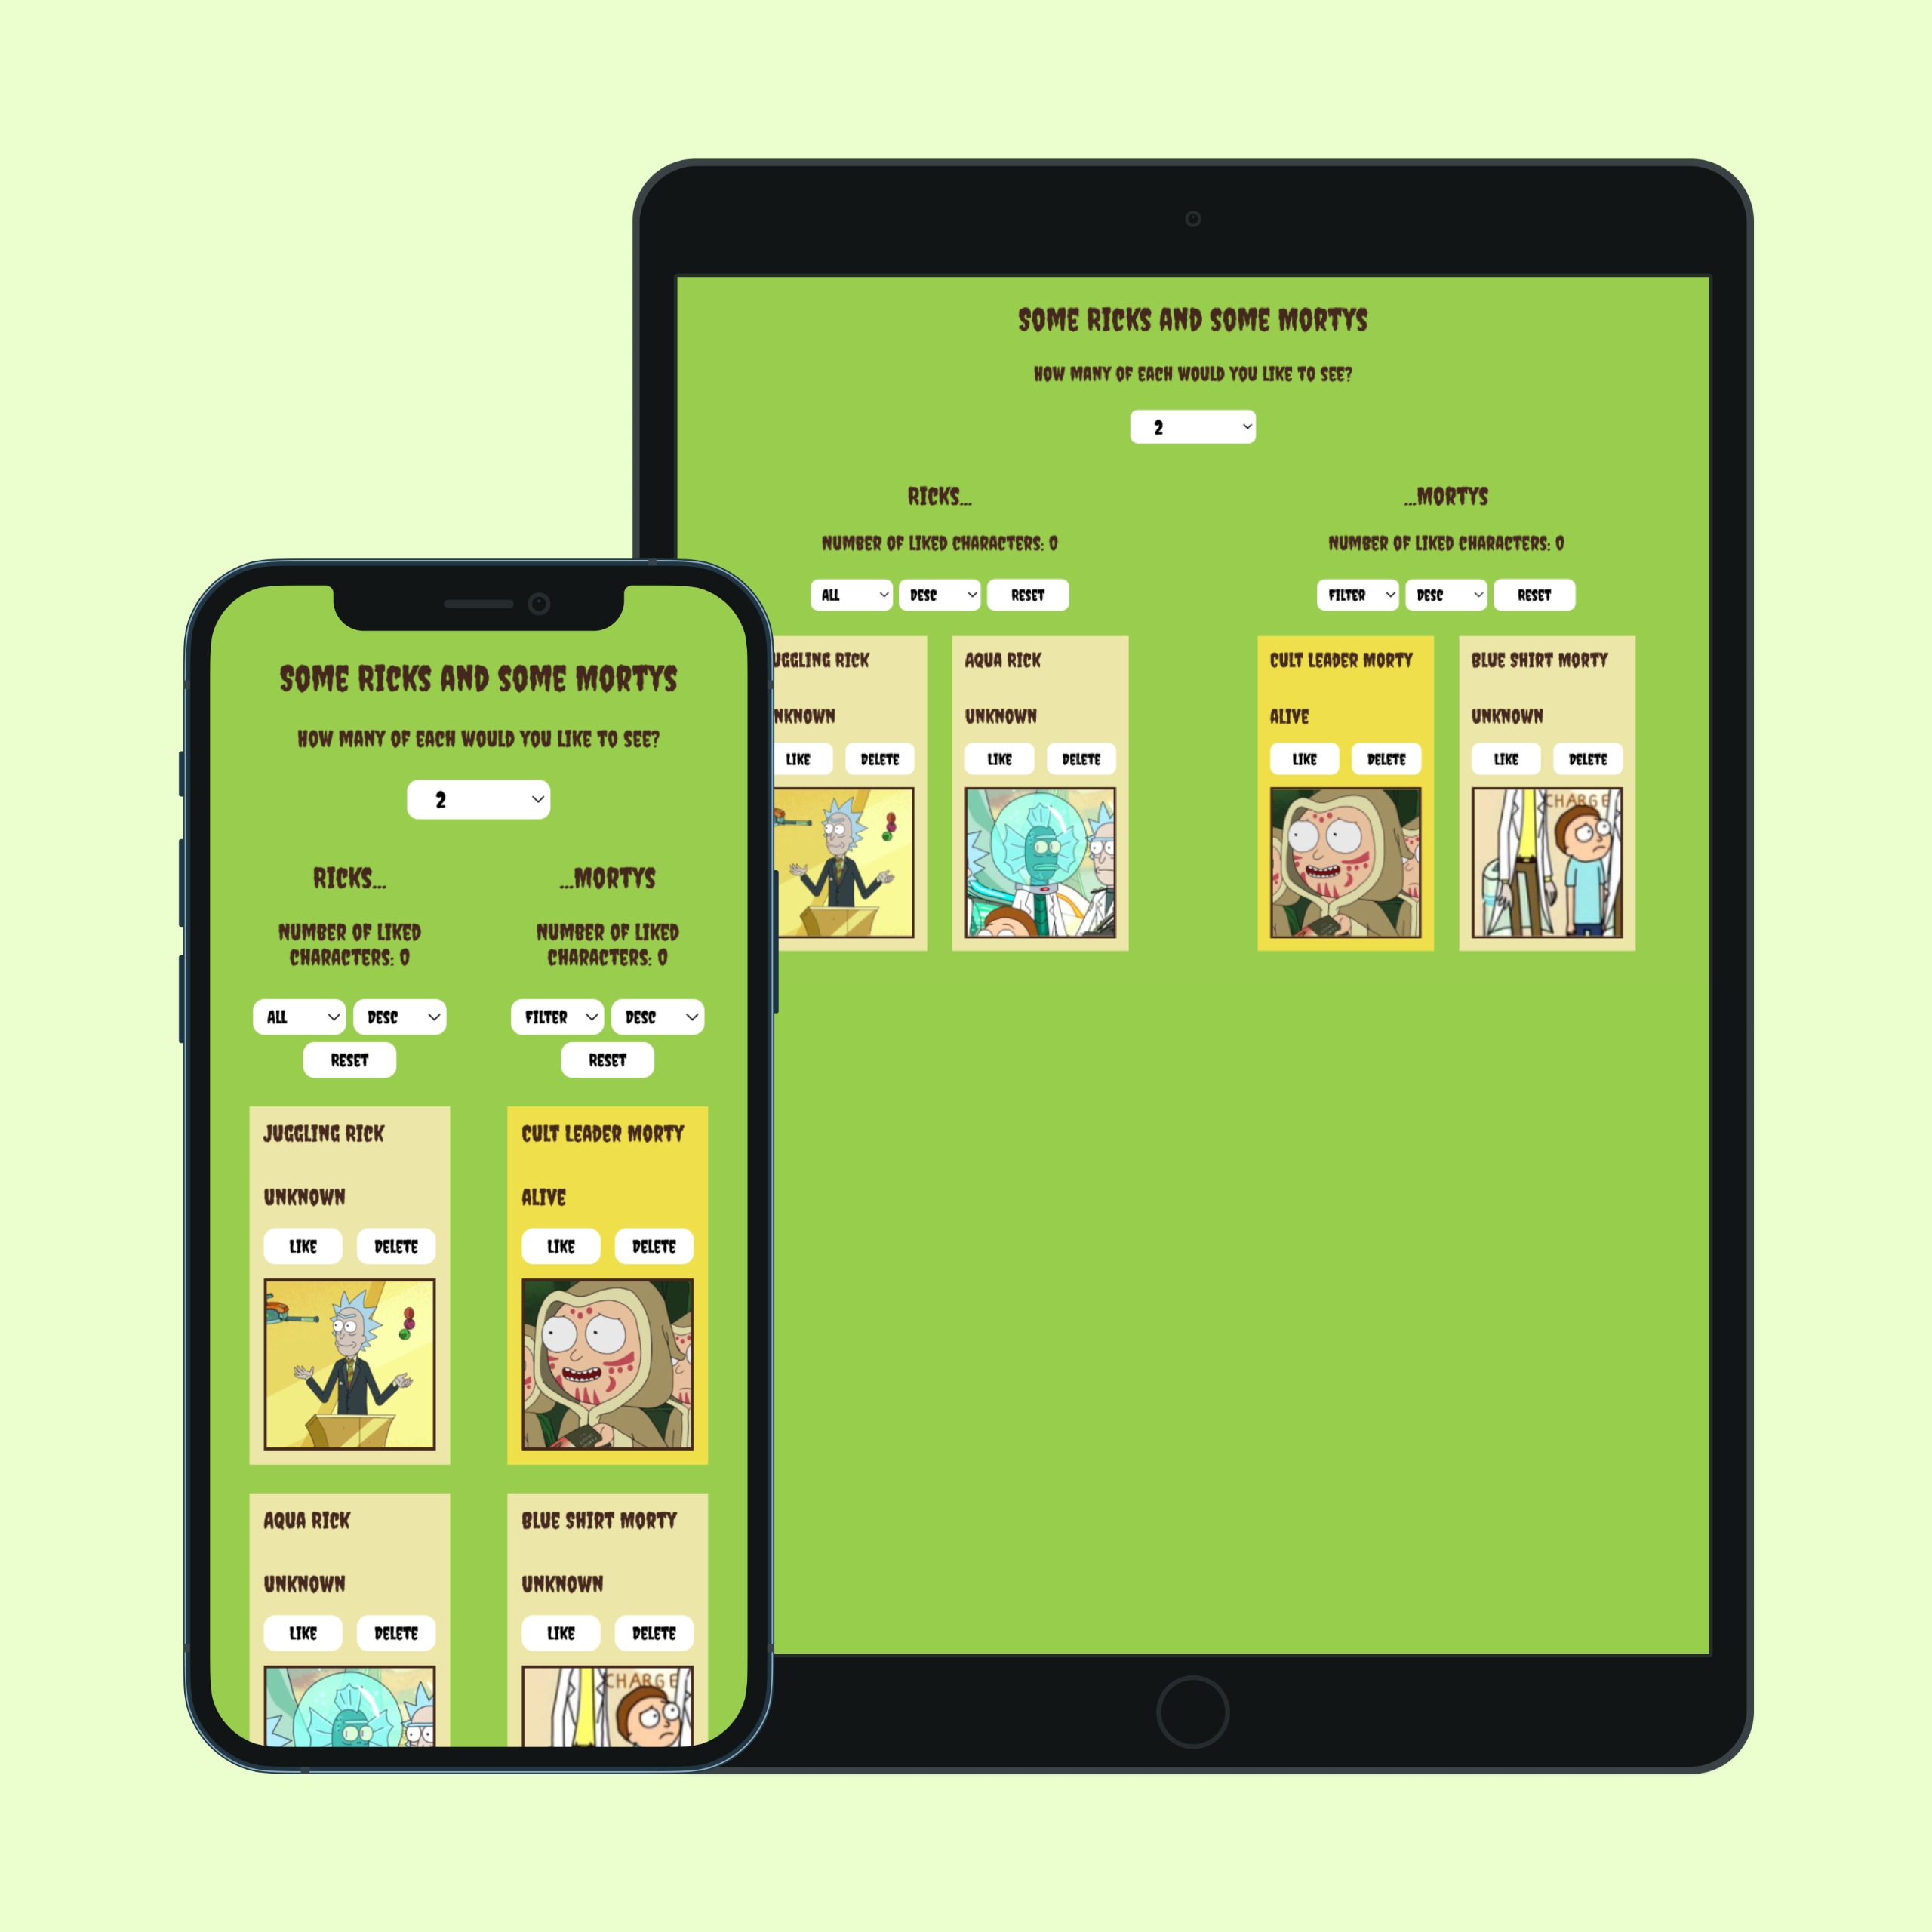 SOME RICKS AND SOME MORTYS
HOW MANY OF EACH WOULD YOU LIKE TO SEE?
2
RICKS... ...MORTYS
NUMBER OF LIKED CHARACTERS: 0 NUMBER OF LIKED CHARACTERS: 0
ALL DESC RESET FILTER DESC RESET
UGGLING RICK AQUA RICK CULT LEADER MORTY BLUE SHIRT MORTY
NKNOWN UNKNOWN ALIVE UNKNOWN
LIKE DELETE LIKE DELETE LIKE DELETE LIKE DELETE
CHARGE
SOME RICKS AND SOME MORTYS
HOW MANY OF EACH WOULD YOU LIKE TO SEE?
2
RICKS... ...MORTYS
NUMBER OF LIKED NUMBER OF LIKED
CHARACTERS: 0 CHARACTERS: 0
ALL DESC FILTER DESC
RESET RESET
JUGGLING RICK CULT LEADER MORTY
UNKNOWN ALIVE
LIKE DELETE LIKE DELETE
AQUA RICK BLUE SHIRT MORTY
UNKNOWN UNKNOWN
LIKE DELETE LIKE DELETE
CHARGE